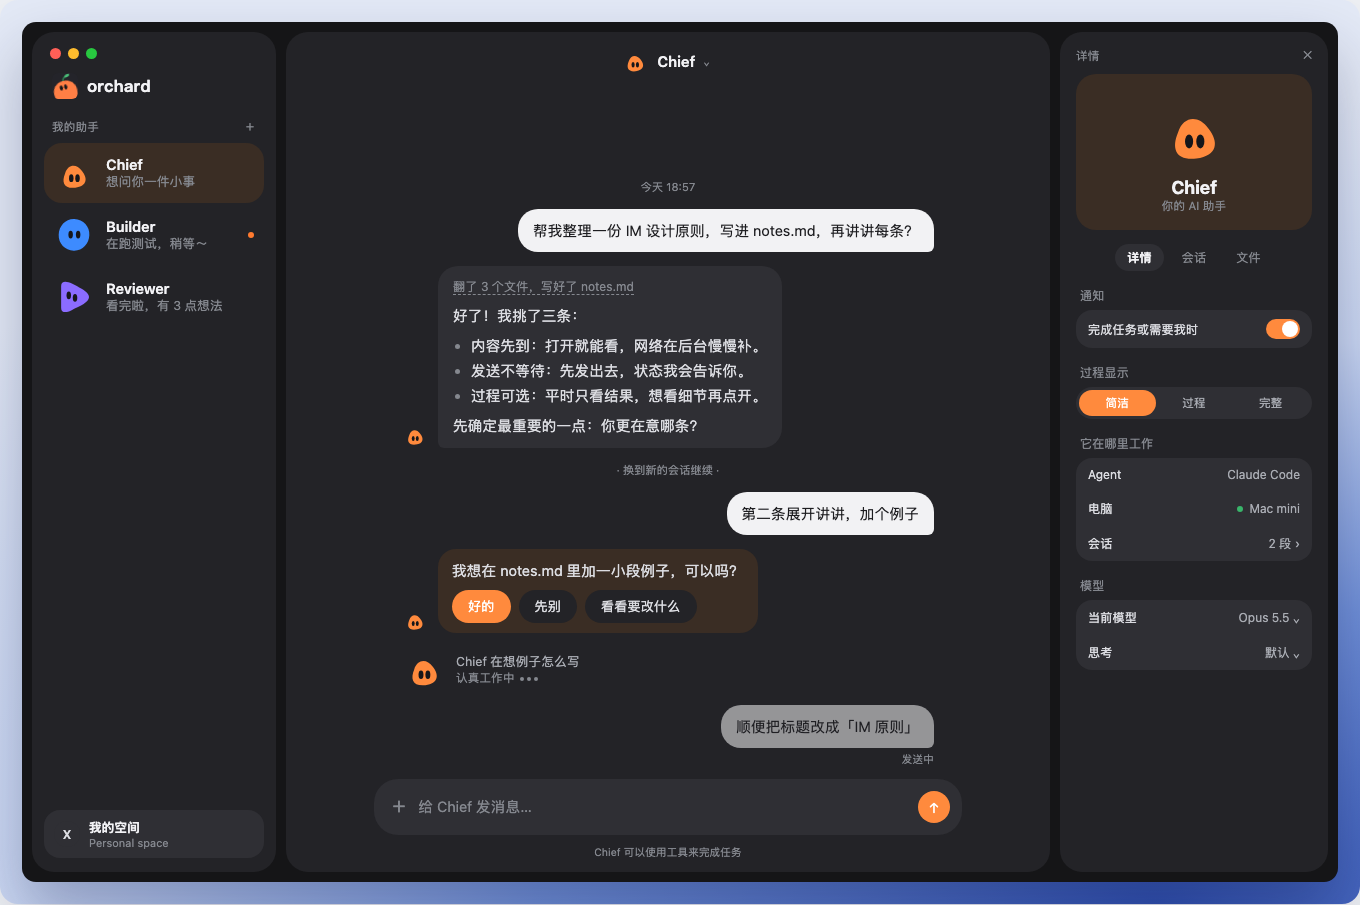 orchard
我的助手
Chief
想问你一件小事
Builder
在跑测试，稍等～
Reviewer
看完啦，有 3 点想法
X
我的空间
Personal space
Chief
今天 18:57
帮我整理一份 IM 设计原则，写进 notes.md，再讲讲每条？
翻了 3 个文件，写好了 notes.md
好了！我挑了三条：
• 内容先到：打开就能看，网络在后台慢慢补。
• 发送不等待：先发出去，状态我会告诉你。
• 过程可选：平时只看结果，想看细节再点开。
先确定最重要的一点：你更在意哪条？
· 换到新的会话继续 ·
第二条展开讲讲，加个例子
我想在 notes.md 里加一小段例子，可以吗？
好的 先别 看看要改什么
Chief 在想例子怎么写
认真工作中
顺便把标题改成「IM 原则」
发送中
给 Chief 发消息...
Chief 可以使用工具来完成任务
详情
Chief
你的 AI 助手
详情 会话 文件
通知
完成任务或需要我时
过程显示
简洁 过程 完整
它在哪里工作
Agent Claude Code
电脑 Mac mini
会话 2 段 ›
模型
当前模型 Opus 5.5
思考 默认